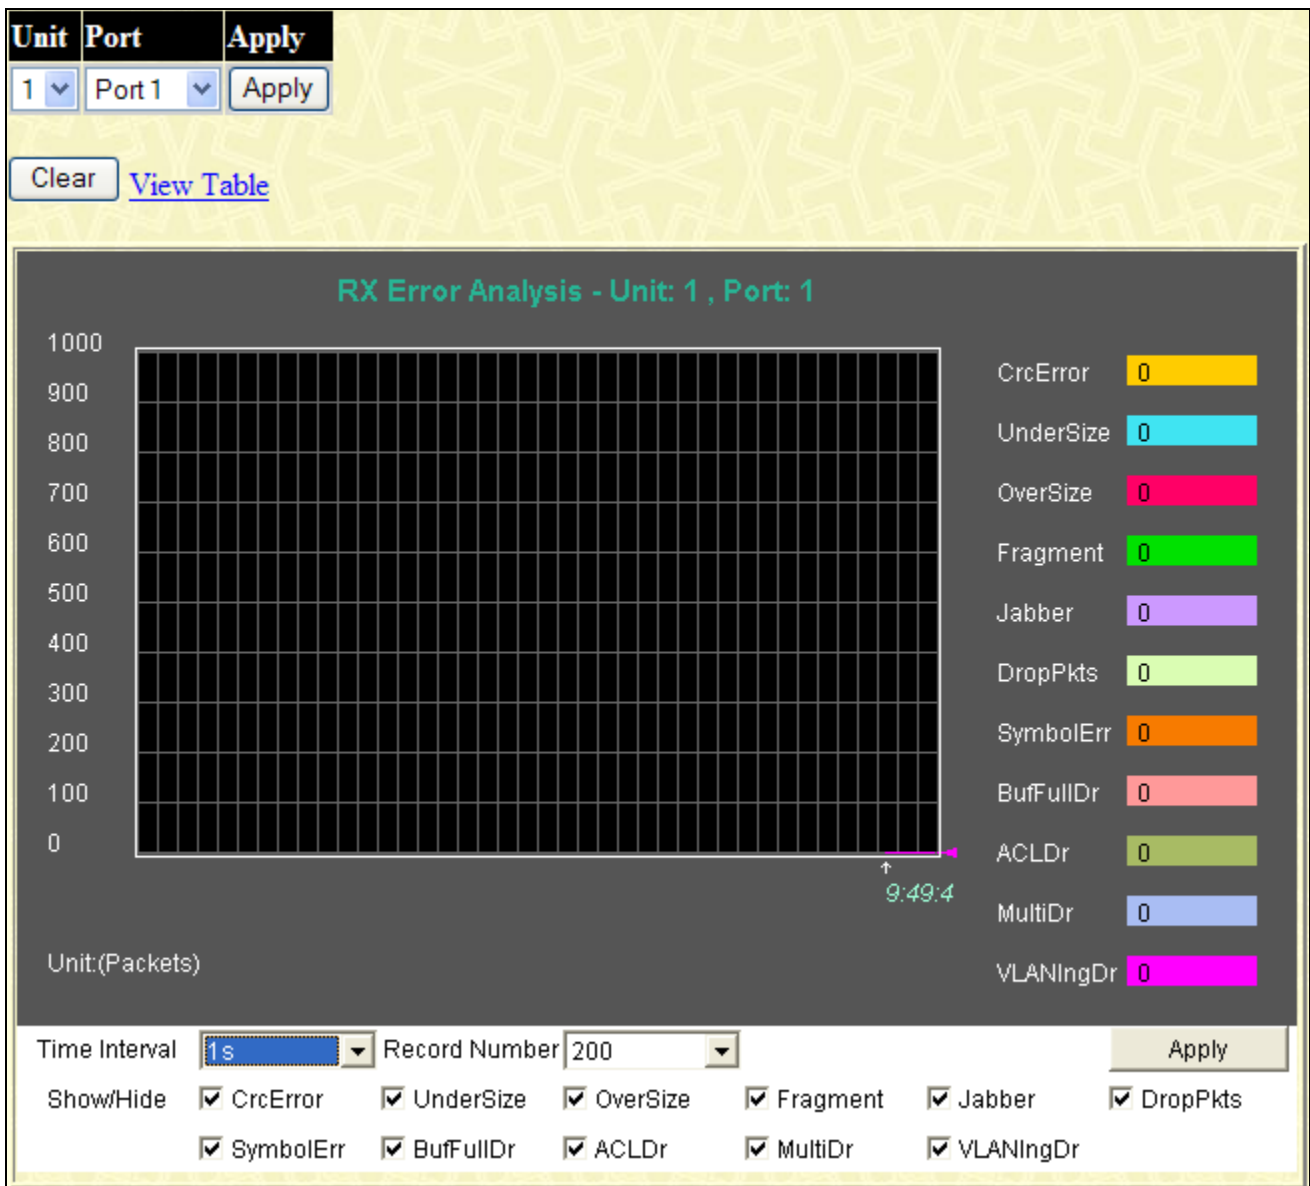 Unit Port Apply
1 Port 1 Apply
Clear View Table
RX Error Analysis - Unit: 1 , Port: 1
1000
900
800
700
600
500
400
300
200
100
0
9:49:4
Unit:(Packets)
CrcError 0
UnderSize 0
OverSize 0
Fragment 0
Jabber 0
DropPkts 0
SymbolErr 0
BufFullDr 0
ACLDr 0
MultiDr 0
VLANIngDr 0
Time Interval 1s Record Number 200 Apply
Show/Hide CrcError UnderSize OverSize Fragment Jabber DropPkts
SymbolErr BufFullDr ACLDr MultiDr VLANIngDr